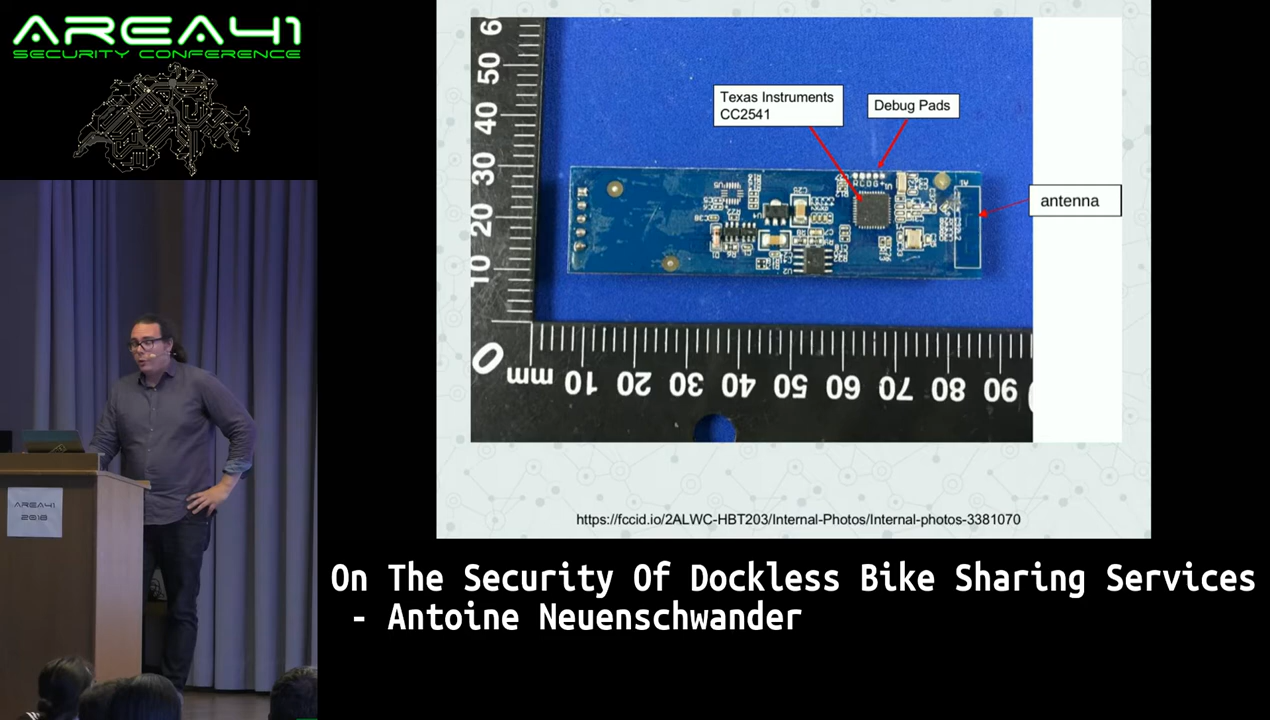 AREA41
SECURITY CONFERENCE
60
50
40
30
20
10
0
mm 10 20 30 40 50 60 70 80 90
Texas Instruments
CC2541
Debug Pads
antenna
RCDG+
https://fccid.io/2ALWC-HBT203/Internal-Photos/Internal-photos-3381070
AREA41
2018
On The Security Of Dockless Bike Sharing Services
- Antoine Neuenschwander